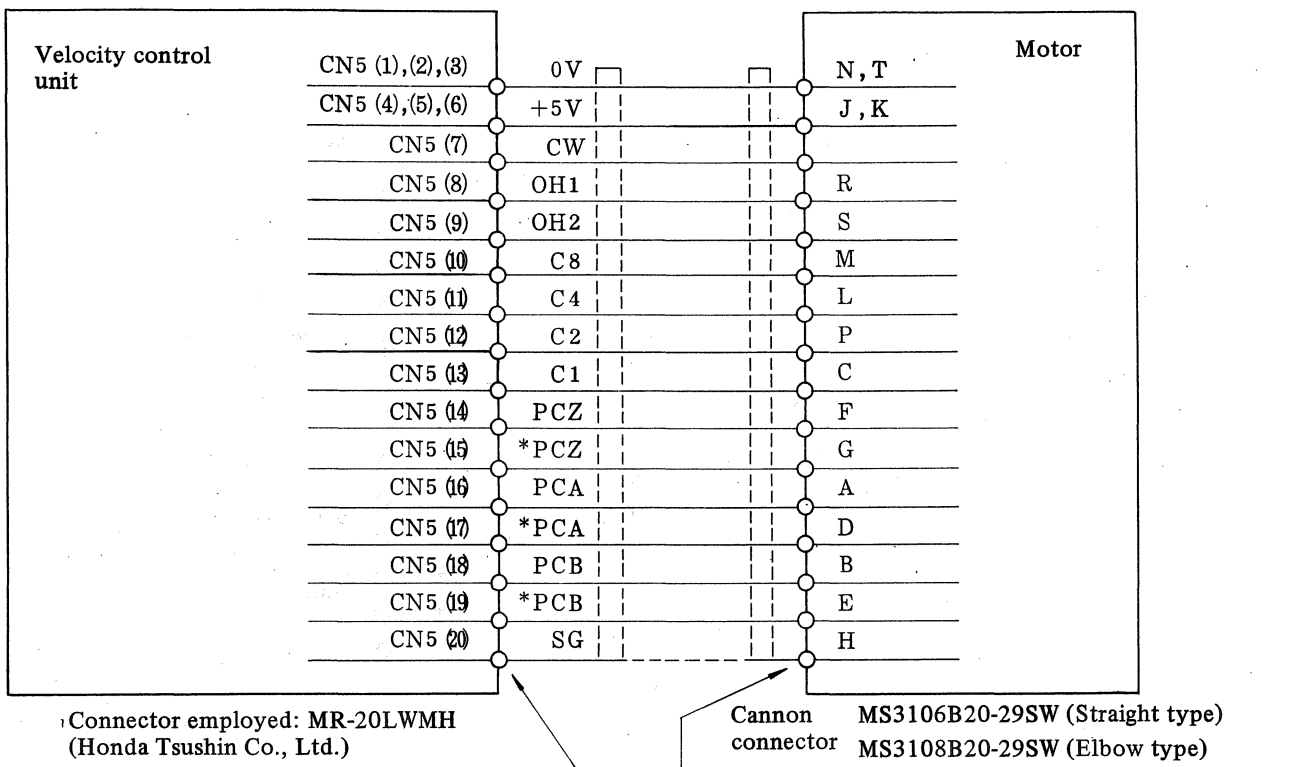 Velocity control
unit
Motor
CN5 (1),(2),(3) 0V N,T
CN5 (4),(5),(6) +5V J,K
CN5 (7) CW
CN5 (8) OH1 R
CN5 (9) OH2 S
CN5 (10) C8 M
CN5 (11) C4 L
CN5 (12) C2 P
CN5 (13) C1 C
CN5 (14) PCZ F
CN5 (15) *PCZ G
CN5 (16) PCA A
CN5 (17) *PCA D
CN5 (18) PCB B
CN5 (19) *PCB E
CN5 (20) SG H
Connector employed: MR-20LWMH
(Honda Tsushin Co., Ltd.)
Cannon connector
MS3106B20-29SW (Straight type)
MS3108B20-29SW (Elbow type)